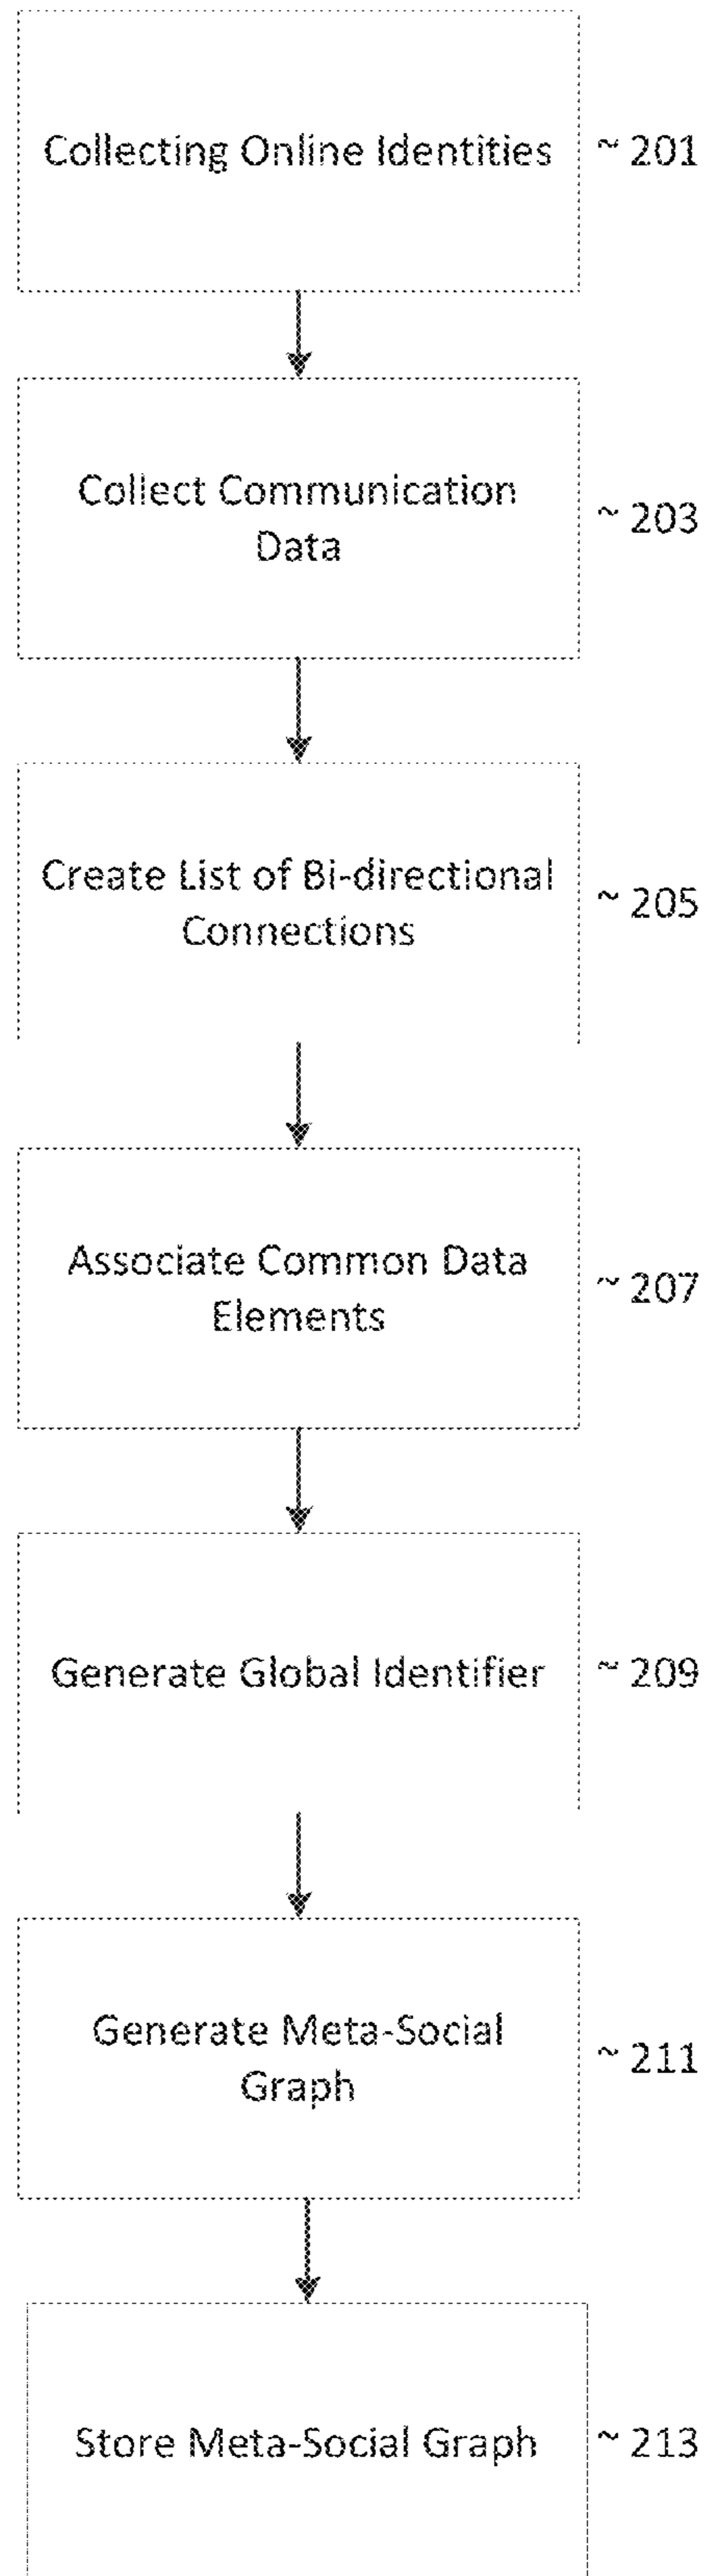 Collecting Online Identities
~ 201
Collect Communication
Data
~ 203
Create List of Bi-directional
Connections
~ 205
Associate Common Data
Elements
~ 207
Generate Global Identifier
~ 209
Generate Meta-Social
Graph
~ 211
Store Meta-Social Graph
~ 213